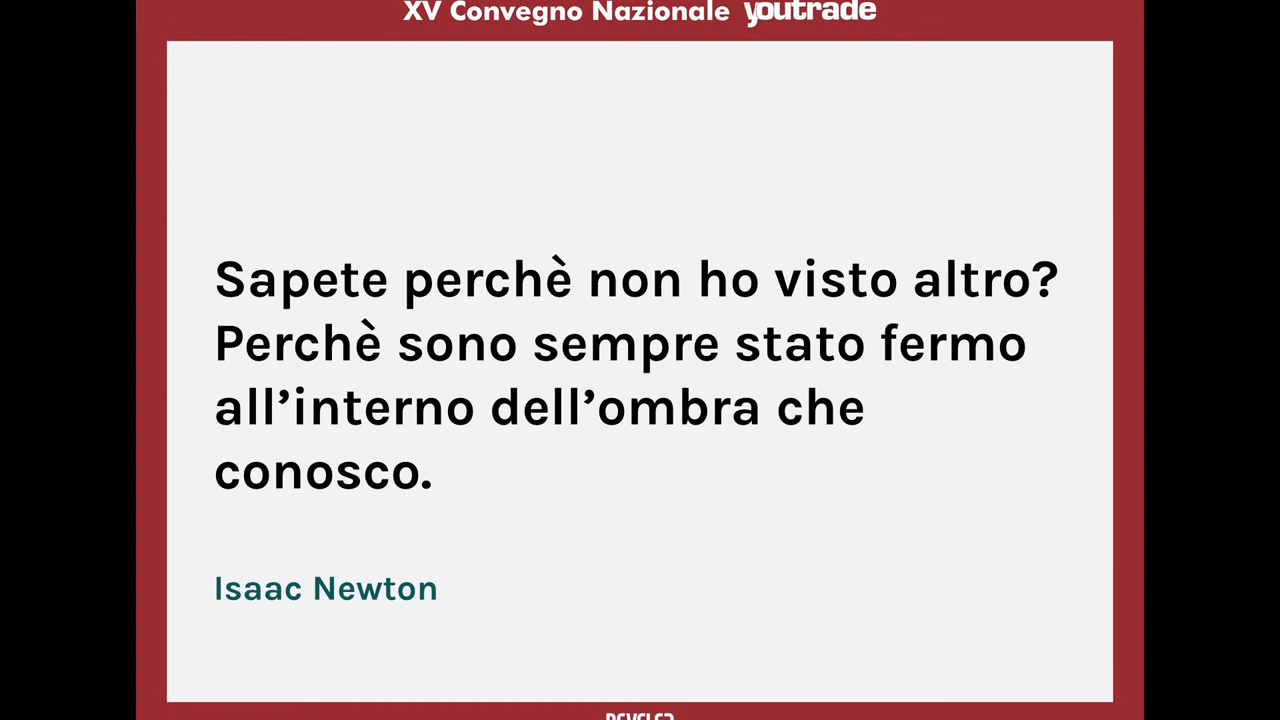 XV Convegno Nazionale youtrade
Sapete perchè non ho visto altro?
Perchè sono sempre stato fermo
all’interno dell’ombra che
conosco.
Isaac Newton